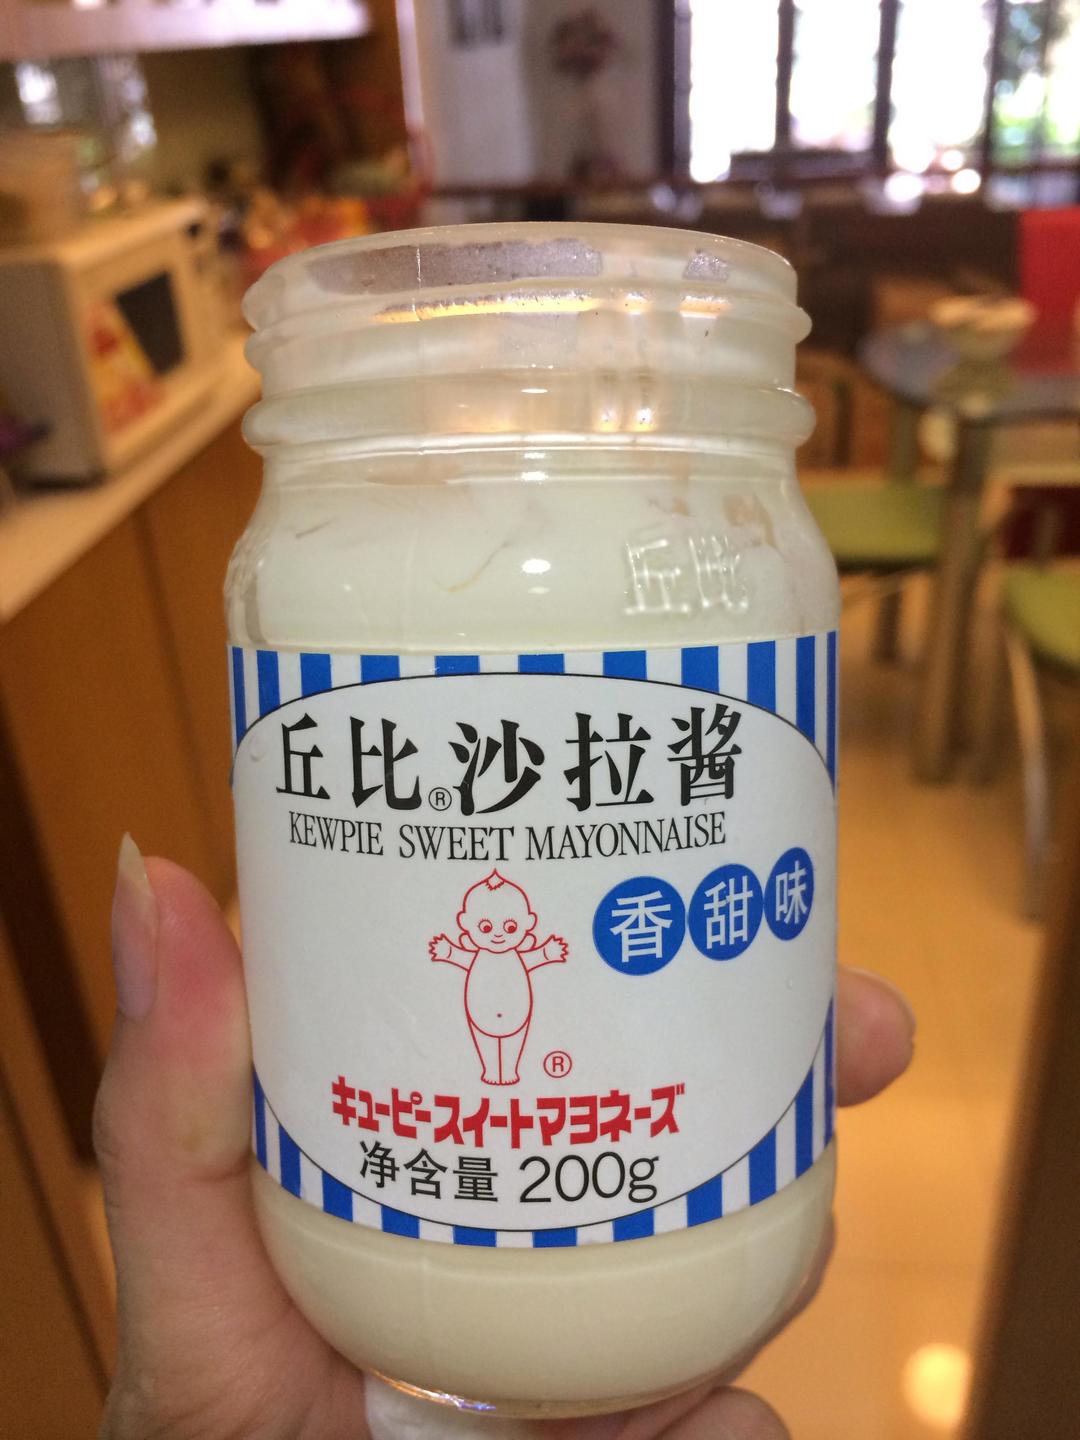 丘比
丘比®沙拉酱
KEWPIE SWEET MAYONNAISE
香甜味
®
キューピースイートマヨネーズ
净含量 200g